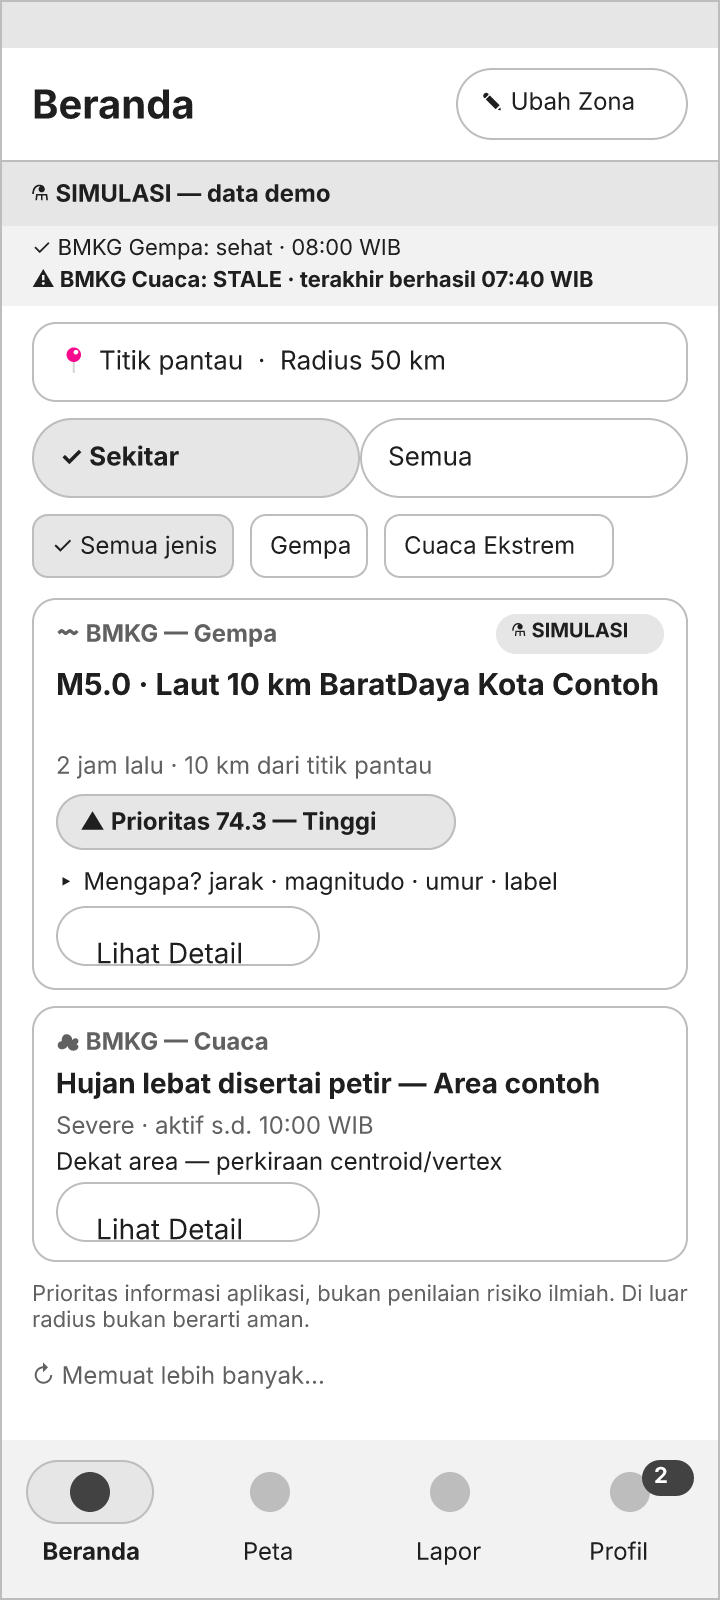 Beranda
Ubah Zona
SIMULASI — data demo
✓ BMKG Gempa: sehat · 08:00 WIB
⚠ BMKG Cuaca: STALE · terakhir berhasil 07:40 WIB
Titik pantau · Radius 50 km
✓ Sekitar
Semua
✓ Semua jenis
Gempa
Cuaca Ekstrem
BMKG — Gempa
SIMULASI
M5.0 · Laut 10 km BaratDaya Kota Contoh
2 jam lalu · 10 km dari titik pantau
▲ Prioritas 74.3 — Tinggi
▸ Mengapa? jarak · magnitudo · umur · label
Lihat Detail
BMKG — Cuaca
Hujan lebat disertai petir — Area contoh
Severe · aktif s.d. 10:00 WIB
Dekat area — perkiraan centroid/vertex
Lihat Detail
Prioritas informasi aplikasi, bukan penilaian risiko ilmiah. Di luar
radius bukan berarti aman.
↻ Memuat lebih banyak...
2
Beranda
Peta
Lapor
Profil